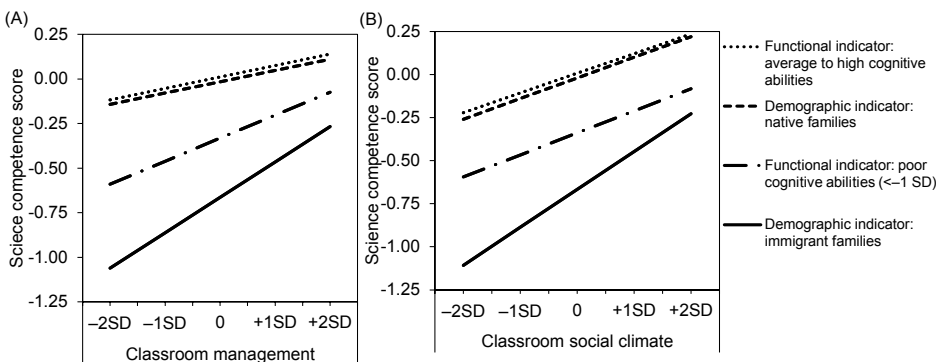 (A)
Sciece competence score
0.25
0.00
-0.25
-0.50
-0.75
-1.00
-1.25
–2SD –1SD 0 +1SD +2SD
Classroom management
(B)
Science competence score
0.25
0.00
-0.25
-0.50
-0.75
-1.00
-1.25
–2SD –1SD 0 +1SD +2SD
Classroom social climate
Functional indicator:
average to high cognitive
abilities
Demographic indicator:
native families
Functional indicator: poor
cognitive abilities (<–1 SD)
Demographic indicator:
immigrant families